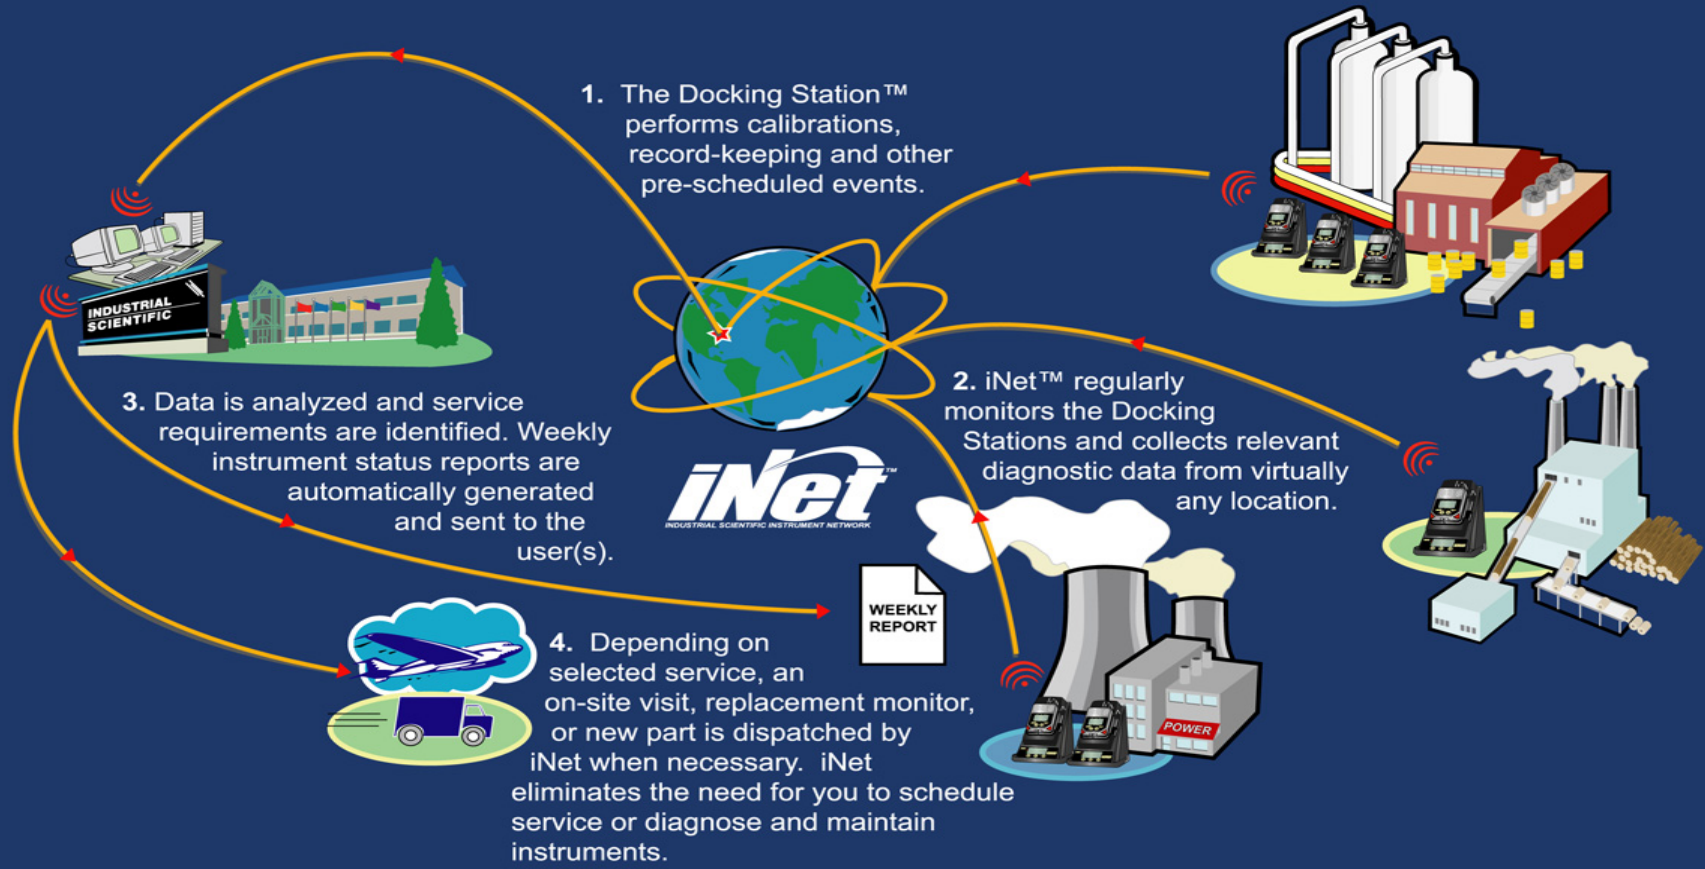 1. The Docking Station™
performs calibrations,
record-keeping and other
pre-scheduled events.
INDUSTRIAL
SCIENTIFIC
2. iNet™ regularly
monitors the Docking
Stations and collects relevant
diagnostic data from virtually
any location.
3. Data is analyzed and service
requirements are identified. Weekly
instrument status reports are
automatically generated
and sent to the
user(s).
iNet™
INDUSTRIAL SCIENTIFIC INSTRUMENT NETWORK
WEEKLY
REPORT
4. Depending on
selected service, an
on-site visit, replacement monitor,
or new part is dispatched by
iNet when necessary. iNet
eliminates the need for you to schedule
service or diagnose and maintain
instruments.
POWER